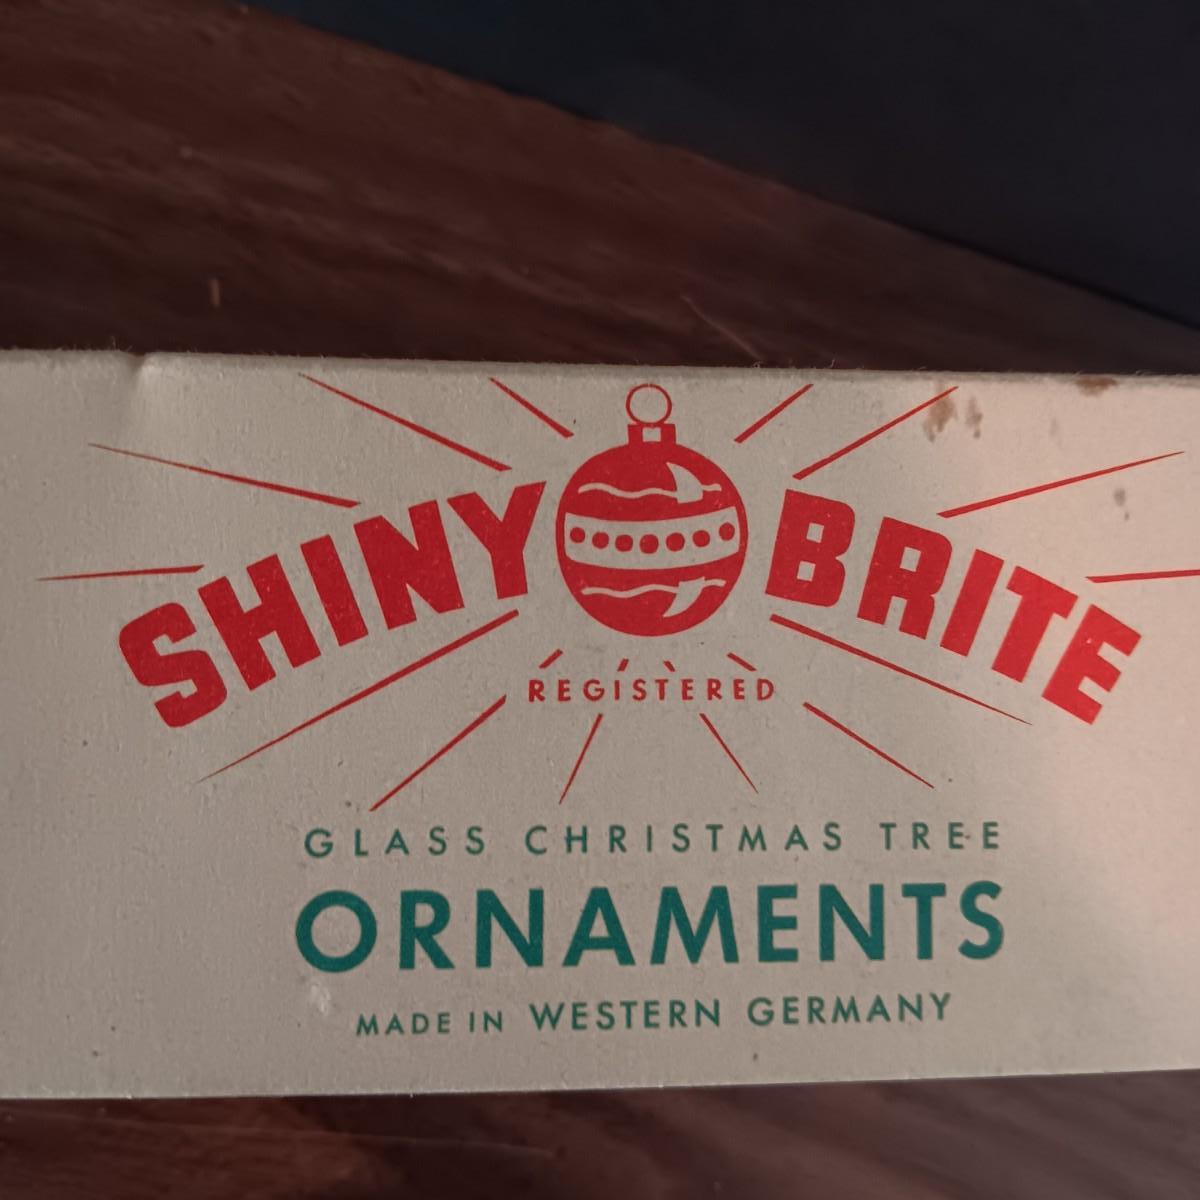 SHINY BRITE
REGISTERED
GLASS CHRISTMAS TREE
ORNAMENTS
MADE IN WESTERN GERMANY